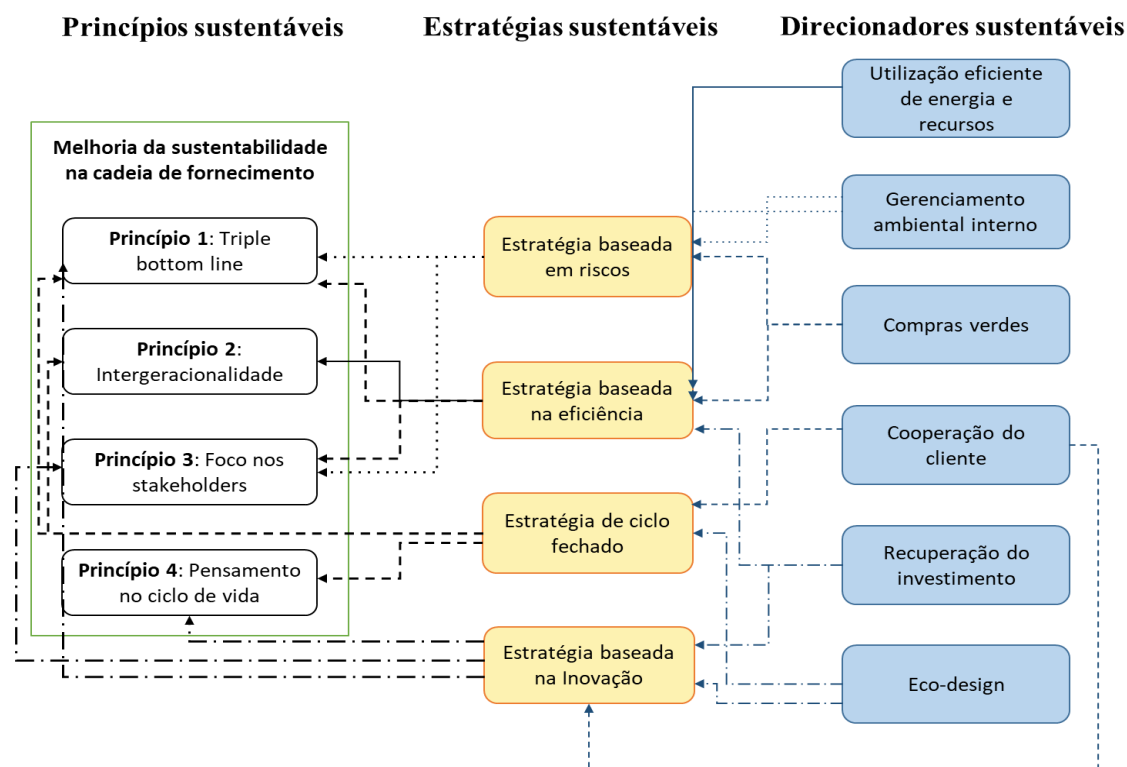 Princípios sustentáveis
Estratégias sustentáveis
Direcionadores sustentáveis
Melhoria da sustentabilidade
na cadeia de fornecimento
Princípio 1: Triple
bottom line
Princípio 2:
Intergeracionalidade
Princípio 3: Foco nos
stakeholders
Princípio 4: Pensamento
no ciclo de vida
Estratégia baseada
em riscos
Estratégia baseada
na eficiência
Estratégia de ciclo
fechado
Estratégia baseada
na Inovação
Utilização eficiente
de energia e
recursos
Gerenciamento
ambiental interno
Compras verdes
Cooperação do
cliente
Recuperação do
investimento
Eco-design